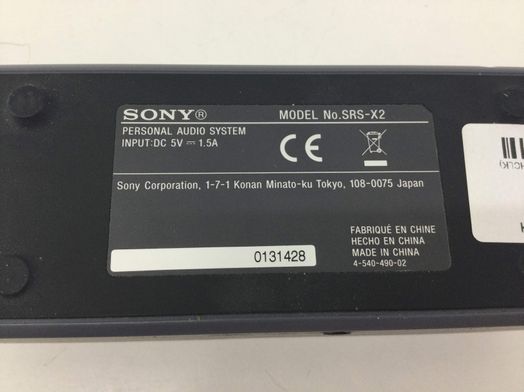 SONY® MODEL No.SRS-X2
PERSONAL AUDIO SYSTEM
INPUT:DC 5V ⎓ 1.5A
CE
Sony Corporation, 1-7-1 Konan Minato-ku Tokyo, 108-0075 Japan
FABRIQUÉ EN CHINE
HECHO EN CHINA
MADE IN CHINA
4-540-490-02
0131428